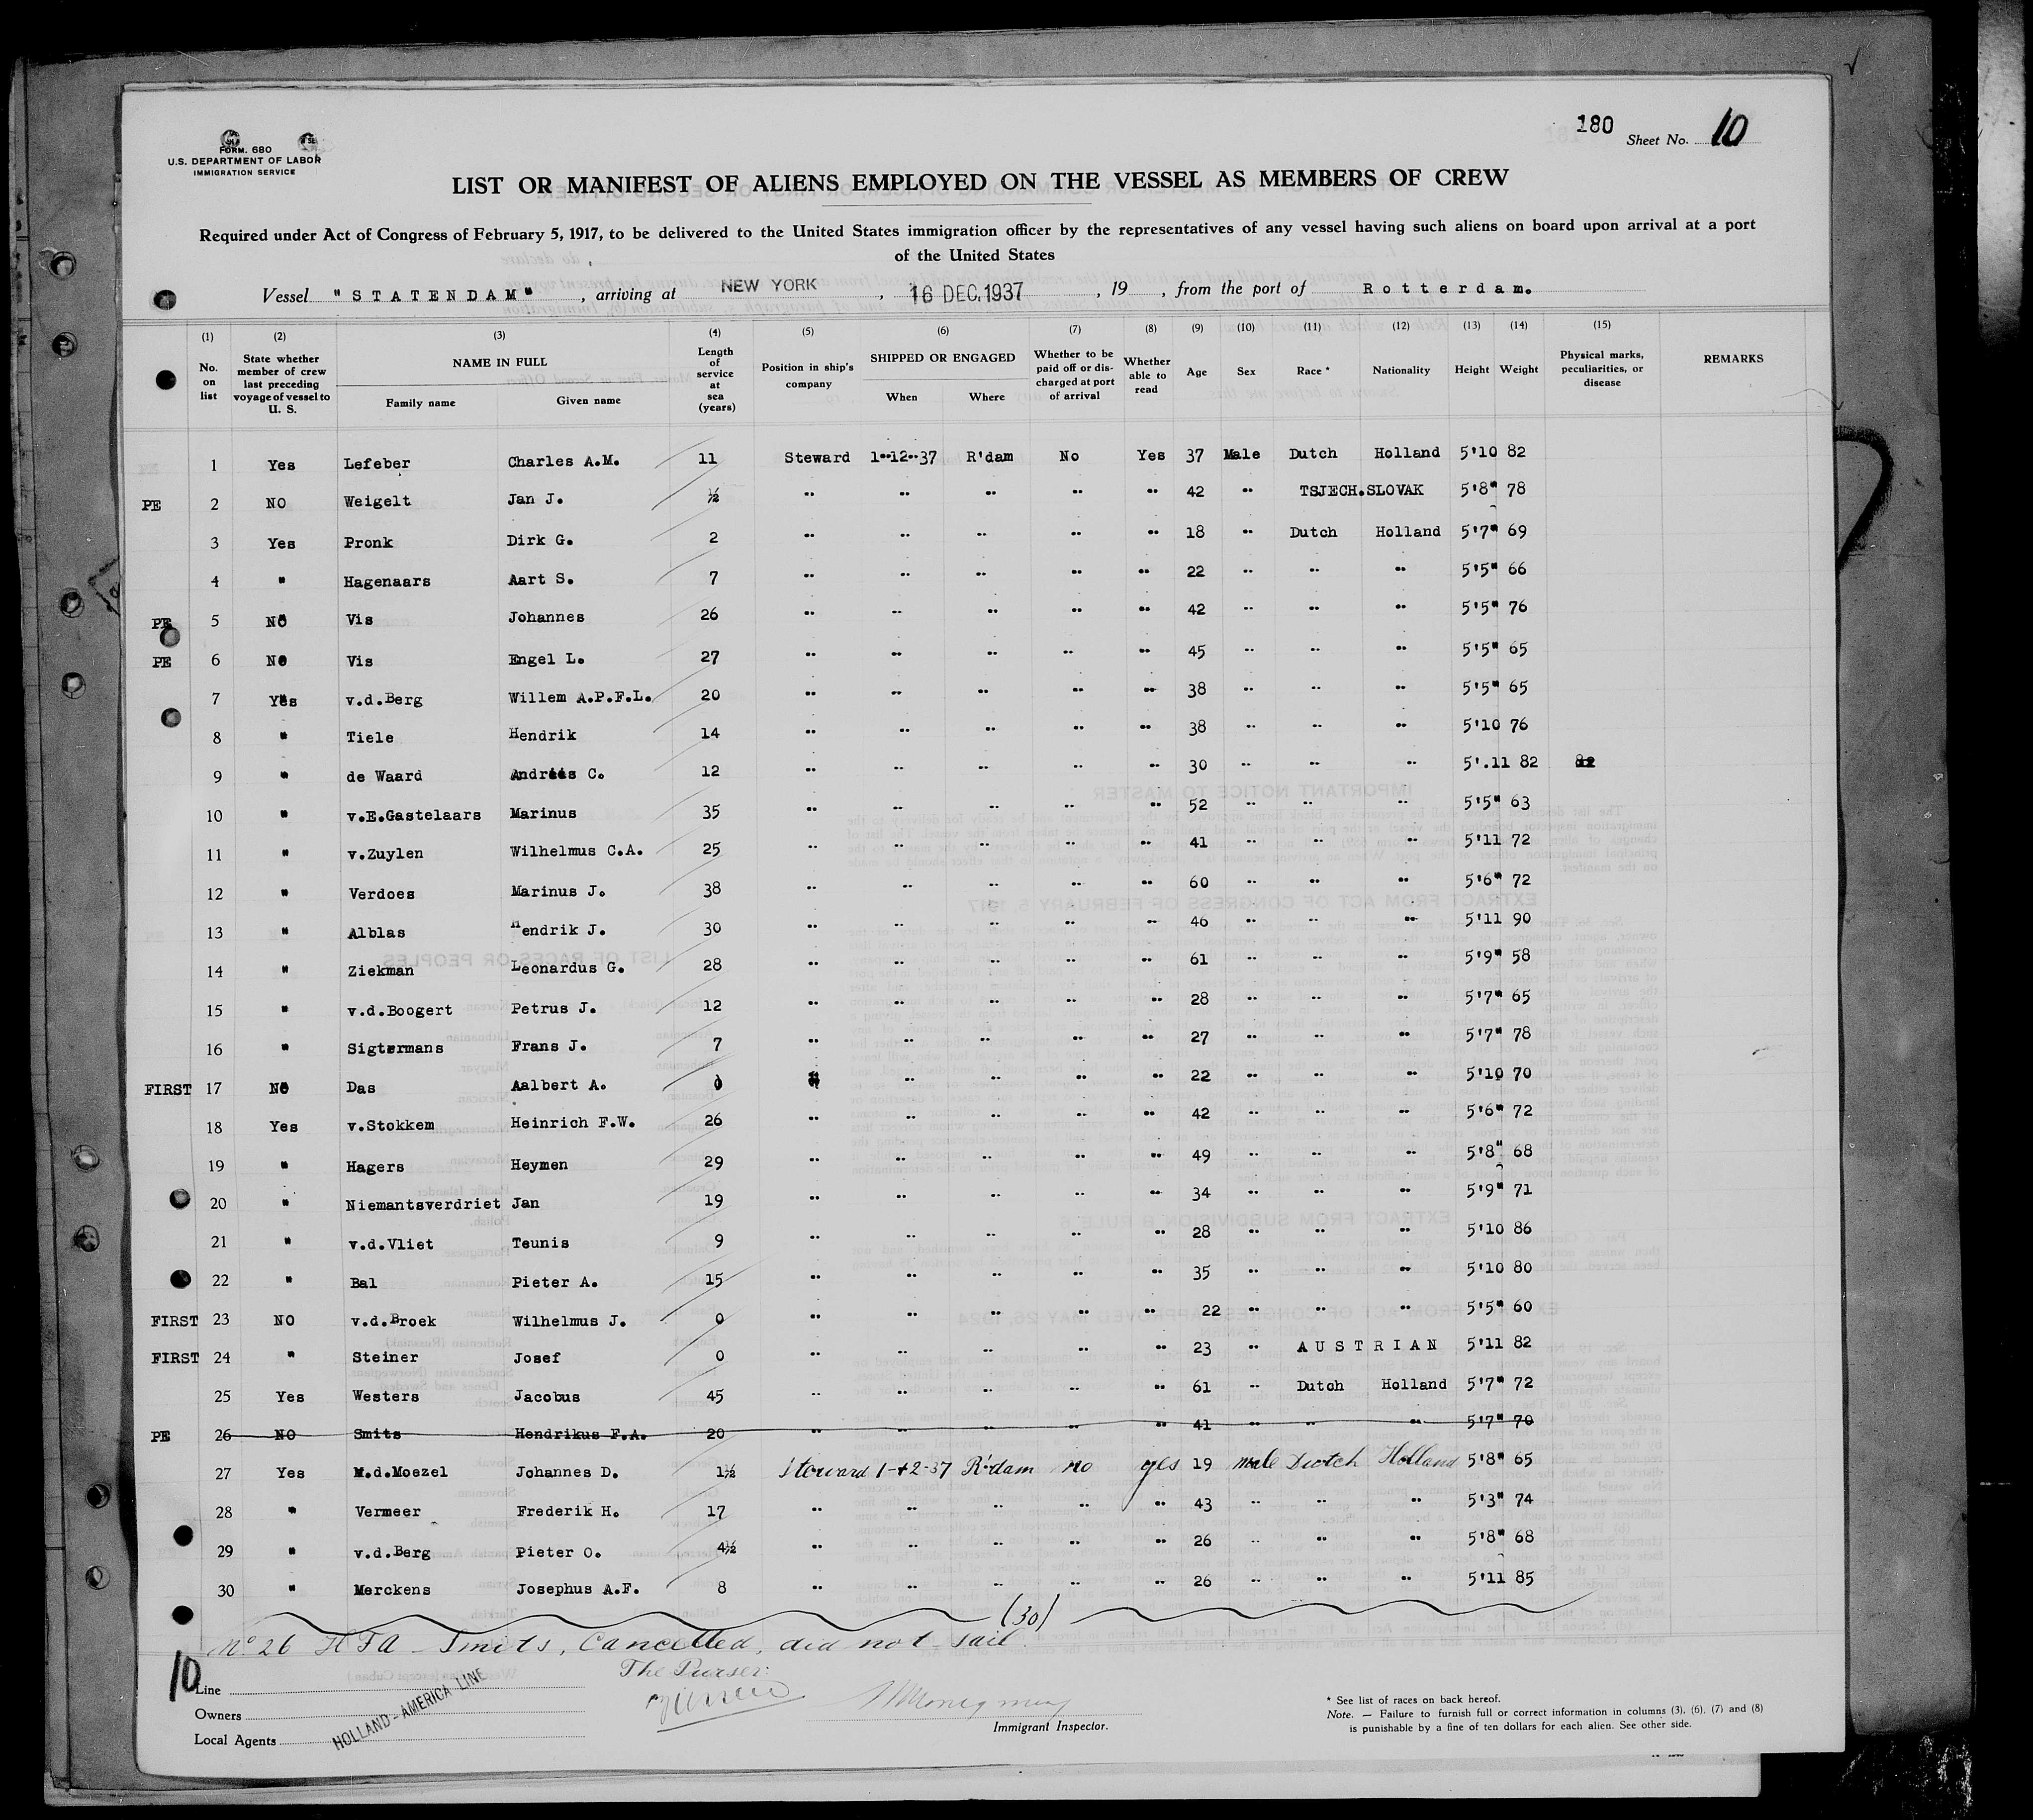 180 Sheet No. 10
FORM. 680
U.S. DEPARTMENT OF LABOR
IMMIGRATION SERVICE
LIST OR MANIFEST OF ALIENS EMPLOYED ON THE VESSEL AS MEMBERS OF CREW
Required under Act of Congress of February 5, 1917, to be delivered to the United States immigration officer by the representatives of any vessel having such aliens on board upon arrival at a port
of the United States
Vessel "STATENDAM" , arriving at NEW YORK , 16 DEC. 1937 , 19 , from the port of Rotterdam.
(1) (2) (3) (4) (5) (6) (7) (8) (9) (10) (11) (12) (13) (14) (15)
No. on list State whether member of crew last preceding voyage of vessel to U. S. NAME IN FULL Family name Given name Length of service at sea (years) Position in ship's company SHIPPED OR ENGAGED When Where Whether to be paid off or discharged at port of arrival Whether able to read Age Sex Race * Nationality Height Weight Physical marks, peculiarities, or disease REMARKS
1 Yes Lefeber Charles A.M. 11 Steward 1-12-37 R'dam No Yes 37 Male Dutch Holland 5'10 82
PE 2 NO Weigelt Jan J. ½ " " " " " 42 " TSJECH.SLOVAK 5'8" 78
3 Yes Pronk Dirk G. 2 " " " " " 18 " Dutch Holland 5'7" 69
4 " Hagenaars Aart S. 7 " " " " " 22 " " " 5'5" 66
PE 5 NO Vis Johannes 26 " " " " " 42 " " " 5'5" 76
PE 6 NO Vis Engel L. 27 " " " " " 45 " " " 5'5" 65
7 Yes v.d.Berg Willem A.P.F.L. 20 " " " " " 38 " " " 5'5" 65
8 " Tiele Hendrik 14 " " " " " 38 " " " 5'10 76
9 " de Waard Andriés C. 12 " " " " " 30 " " " 5'.11 82 82
10 " v.E.Gastelaars Marinus 35 " " " " " 52 " " " 5'5" 63
11 " v.Zuylen Wilhelmus C.A. 25 " " " " " 41 " " " 5'11 72
12 " Verdoes Marinus J. 38 " " " " " 60 " " " 5'6" 72
13 " Alblas Hendrik J. 30 " " " " " 46 " " " 5'11 90
14 " Ziekman Leonardus G. 28 " " " " " 61 " " " 5'9" 58
15 " v.d.Boogert Petrus J. 12 " " " " " 28 " " " 5'7" 65
16 " Sigtermans Frans J. 7 " " " " " 27 " " " 5'7" 78
FIRST 17 NO Das Aalbert A. 0 " " " " " 22 " " " 5'10 70
18 Yes v.Stokkem Heinrich F.W. 26 " " " " " 42 " " " 5'6" 72
19 " Hagers Heymen 29 " " " " " 49 " " " 5'8" 68
20 " Niemantsverdriet Jan 19 " " " " " 34 " " " 5'9" 71
21 " v.d.Vliet Teunis 9 " " " " " 28 " " " 5'10 86
22 " Bal Pieter A. 15 " " " " " 35 " " " 5'10 80
FIRST 23 NO v.d.Broek Wilhelmus J. 0 " " " " " 22 " " " 5'5" 60
FIRST 24 " Steiner Josef 0 " " " " " 23 " AUSTRIAN 5'11 82
25 Yes Westers Jacobus 45 " " " " " 61 " Dutch Holland 5'7" 72
PE 26 NO Smits Hendrikus F.A. 20 " " " " " 41 " " " 5'7" 70
27 Yes M.d.Moezel Johannes D. 1½ Steward 1-12-37 R'dam no yes 19 male Dutch Holland 5'8" 65
28 " Vermeer Frederik H. 17 " " " " " 43 " " " 5'3" 74
29 " v.d.Berg Pieter O. 4½ " " " " " 26 " " " 5'8" 68
30 " Merckens Josephus A.F. 8 " " " " " 26 " " " 5'11 85
(30)
No. 26 H F A Smits, Cancelled, did not sail
The Purser:
10
Line
Owners
Local Agents
HOLLAND-AMERICA LINE
Immigrant Inspector.
* See list of races on back hereof.
Note. — Failure to furnish full or correct information in columns (3), (6), (7) and (8)
is punishable by a fine of ten dollars for each alien. See other side.